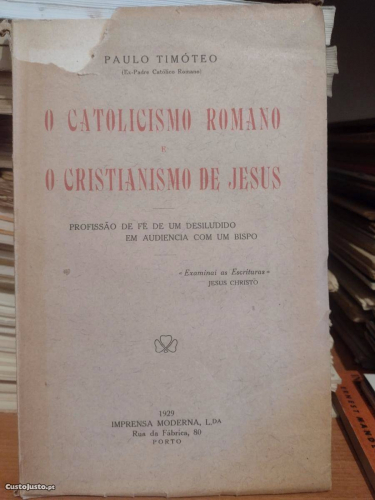 PAULO TIMÓTEO
(Ex-Padre Católico Romano)
O CATOLICISMO ROMANO
E
O CRISTIANISMO DE JESUS
PROFISSÃO DE FÉ DE UM DESILUDIDO
EM AUDIENCIA COM UM BISPO
«Examinai as Escrituras»
JESUS CHRISTO
1929
IMPRENSA MODERNA, L.DA
Rua da Fábrica, 80
PORTO
ERNEST MANDEL
CustoJusto.pt